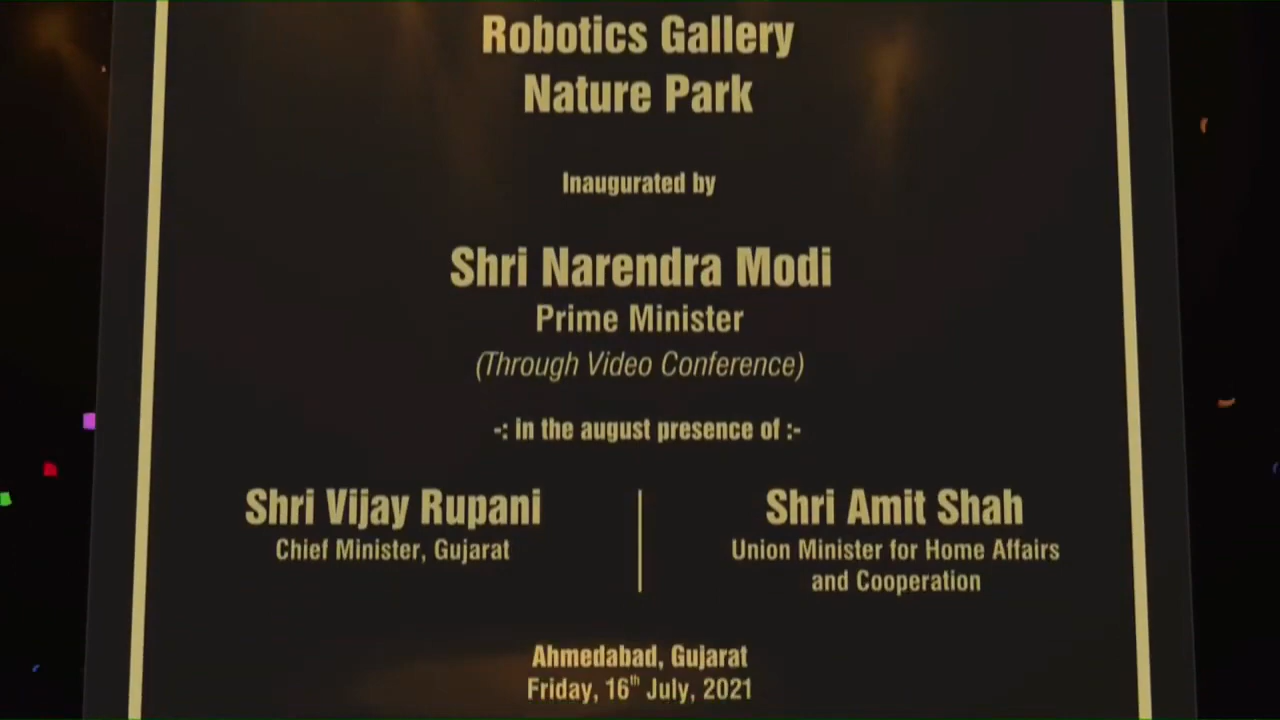 Robotics Gallery
Nature Park
Inaugurated by
Shri Narendra Modi
Prime Minister
(Through Video Conference)
-: in the august presence of :-
Shri Vijay Rupani
Chief Minister, Gujarat
Shri Amit Shah
Union Minister for Home Affairs
and Cooperation
Ahmedabad, Gujarat
Friday, 16th July, 2021